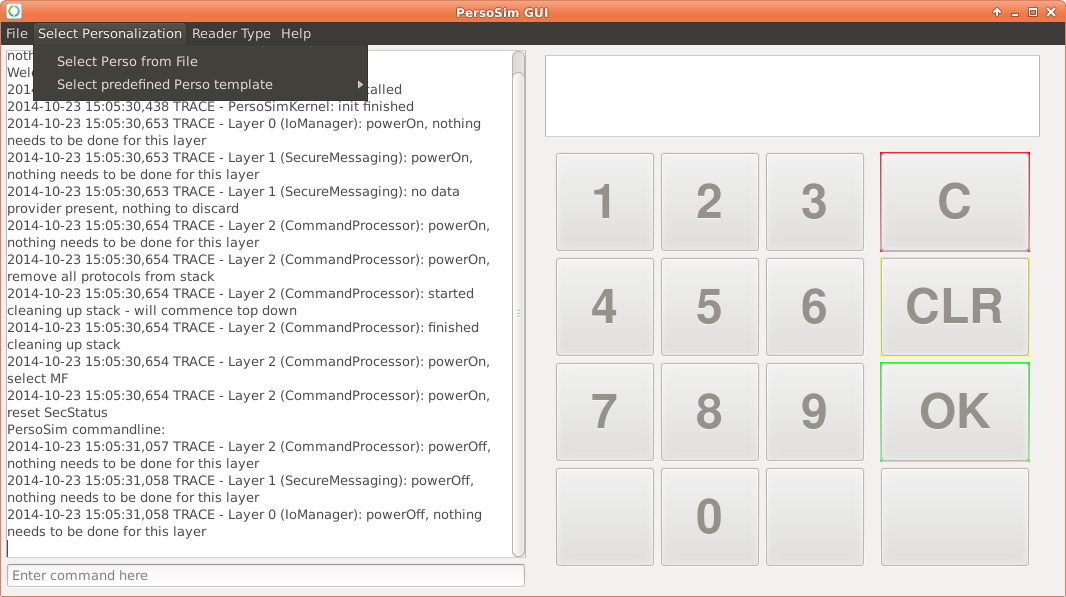 PersoSim GUI
File Select Personalization Reader Type Help
Select Perso from File
Select predefined Perso template
2014-10-23 15:05:30,438 TRACE - PersoSimKernel: init finished
2014-10-23 15:05:30,653 TRACE - Layer 0 (IoManager): powerOn, nothing
needs to be done for this layer
2014-10-23 15:05:30,653 TRACE - Layer 1 (SecureMessaging): powerOn,
nothing needs to be done for this layer
2014-10-23 15:05:30,653 TRACE - Layer 1 (SecureMessaging): no data
provider present, nothing to discard
2014-10-23 15:05:30,654 TRACE - Layer 2 (CommandProcessor): powerOn,
nothing needs to be done for this layer
2014-10-23 15:05:30,654 TRACE - Layer 2 (CommandProcessor): powerOn,
remove all protocols from stack
2014-10-23 15:05:30,654 TRACE - Layer 2 (CommandProcessor): started
cleaning up stack - will commence top down
2014-10-23 15:05:30,654 TRACE - Layer 2 (CommandProcessor): finished
cleaning up stack
2014-10-23 15:05:30,654 TRACE - Layer 2 (CommandProcessor): powerOn,
select MF
2014-10-23 15:05:30,654 TRACE - Layer 2 (CommandProcessor): powerOn,
reset SecStatus
PersoSim commandline:
2014-10-23 15:05:31,057 TRACE - Layer 2 (CommandProcessor): powerOff,
nothing needs to be done for this layer
2014-10-23 15:05:31,058 TRACE - Layer 1 (SecureMessaging): powerOff,
nothing needs to be done for this layer
2014-10-23 15:05:31,058 TRACE - Layer 0 (IoManager): powerOff, nothing
needs to be done for this layer
Enter command here
1 2 3 C
4 5 6 CLR
7 8 9 OK
0